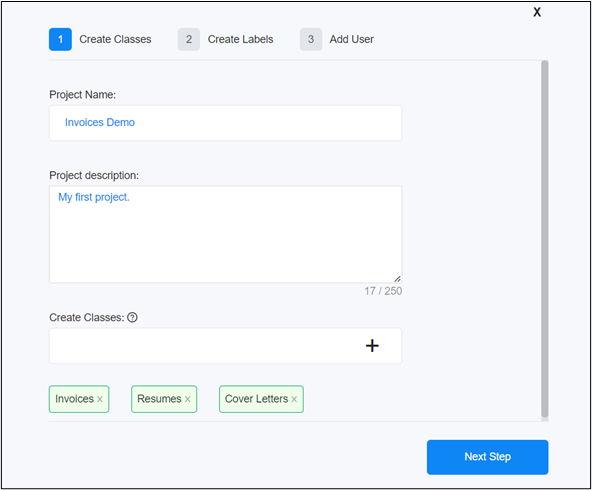 X
1 Create Classes 2 Create Labels 3 Add User
Project Name:
Invoices Demo
Project description:
My first project.
17 / 250
Create Classes: ?
+
Invoices x Resumes x Cover Letters x
Next Step